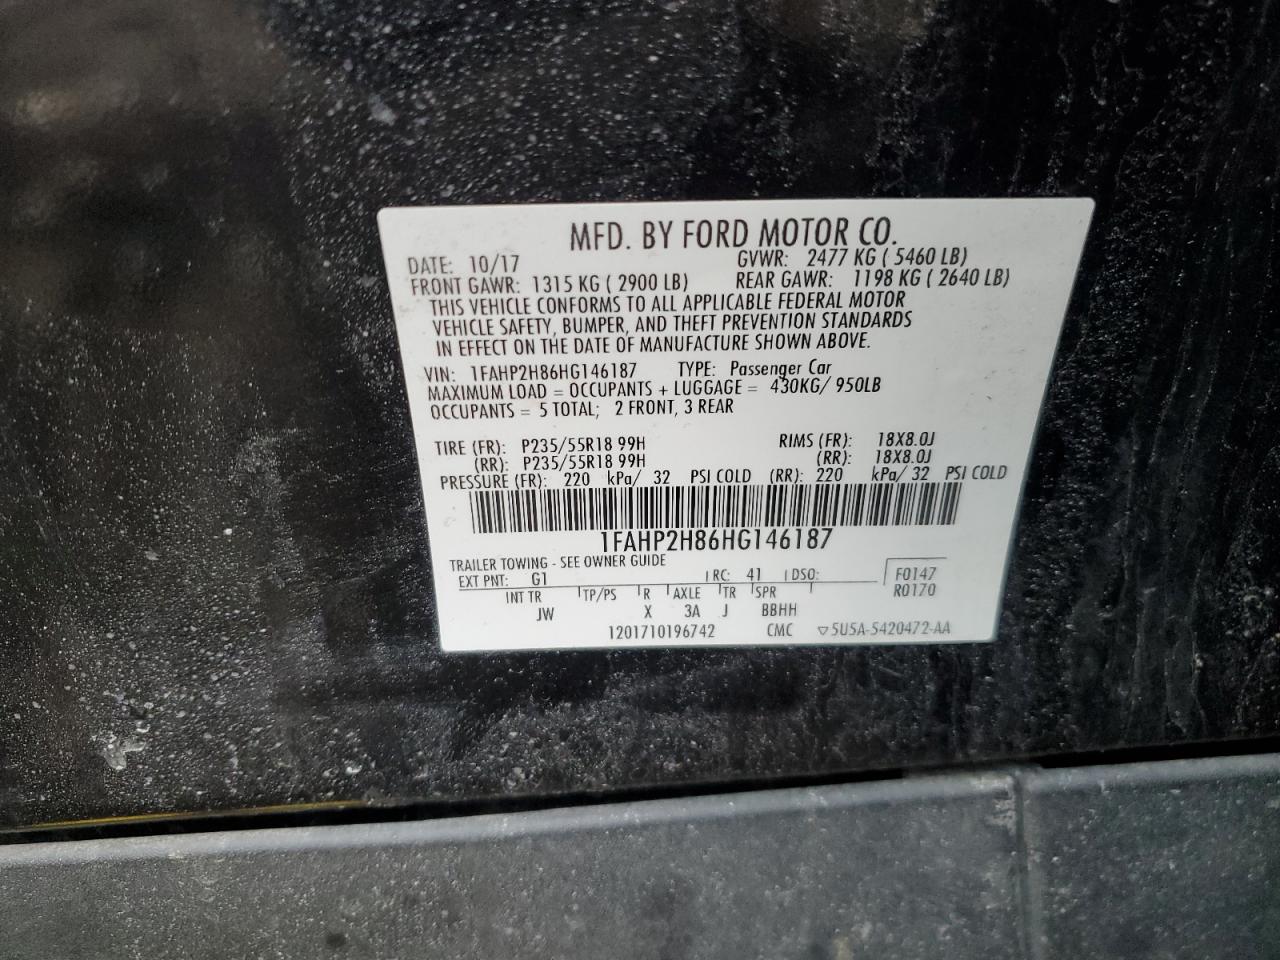 MFD. BY FORD MOTOR CO.
DATE: 10/17 GVWR: 2477 KG ( 5460 LB)
FRONT GAWR: 1315 KG ( 2900 LB) REAR GAWR: 1198 KG ( 2640 LB)
THIS VEHICLE CONFORMS TO ALL APPLICABLE FEDERAL MOTOR
VEHICLE SAFETY, BUMPER, AND THEFT PREVENTION STANDARDS
IN EFFECT ON THE DATE OF MANUFACTURE SHOWN ABOVE.
VIN: 1FAHP2H86HG146187 TYPE: Passenger Car
MAXIMUM LOAD = OCCUPANTS + LUGGAGE = 430KG/ 950LB
OCCUPANTS = 5 TOTAL; 2 FRONT, 3 REAR
TIRE (FR): P235/55R18 99H RIMS (FR): 18X8.0J
(RR): P235/55R18 99H (RR): 18X8.0J
PRESSURE (FR): 220 kPa/ 32 PSI COLD (RR): 220 kPa/ 32 PSI COLD
1FAHP2H86HG146187
TRAILER TOWING - SEE OWNER GUIDE
EXT PNT: G1 RC: 41 DSO: F0147
INT TR TP/PS R AXLE TR SPR R0170
JW X 3A J BBHH
1201710196742 CMC ▽5U5A-5420472-AA